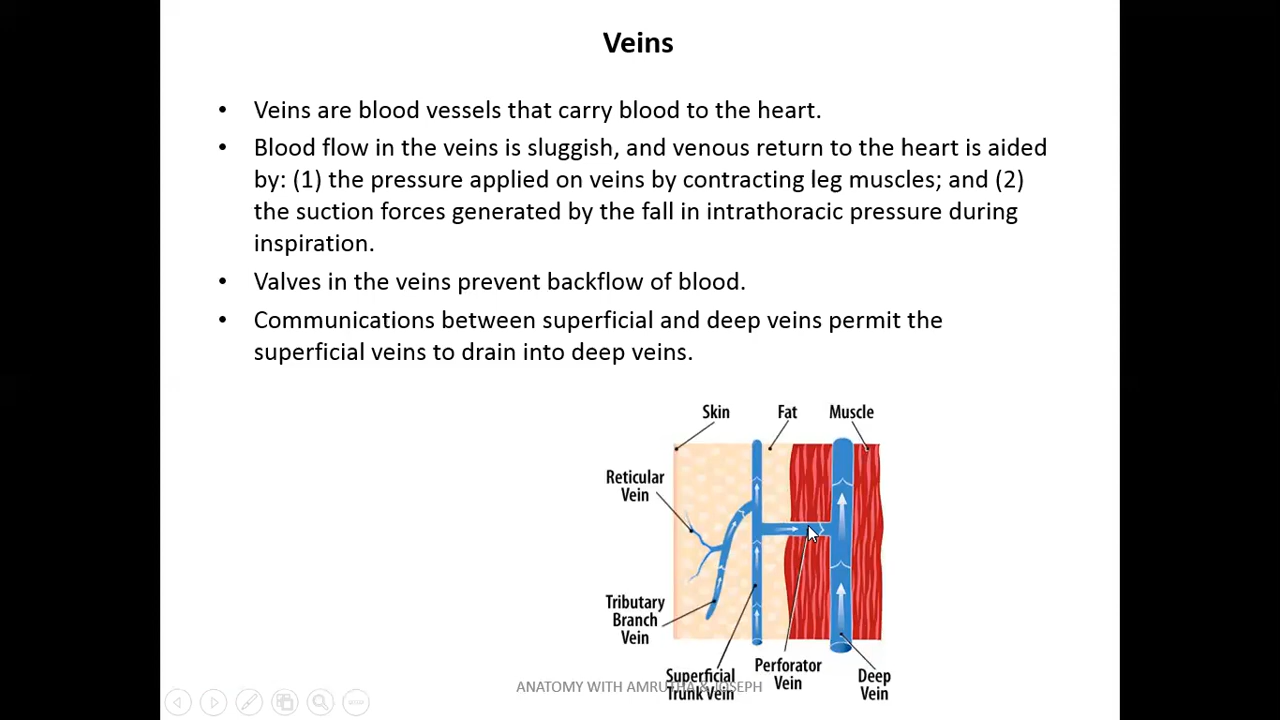 Veins
• Veins are blood vessels that carry blood to the heart.
• Blood flow in the veins is sluggish, and venous return to the heart is aided
by: (1) the pressure applied on veins by contracting leg muscles; and (2)
the suction forces generated by the fall in intrathoracic pressure during
inspiration.
• Valves in the veins prevent backflow of blood.
• Communications between superficial and deep veins permit the
superficial veins to drain into deep veins.
Skin
Fat
Muscle
Reticular
Vein
Tributary
Branch
Vein
Superficial
Trunk Vein
Perforator
Vein
Deep
Vein
ANATOMY WITH AMRUTHA & JOSEPH